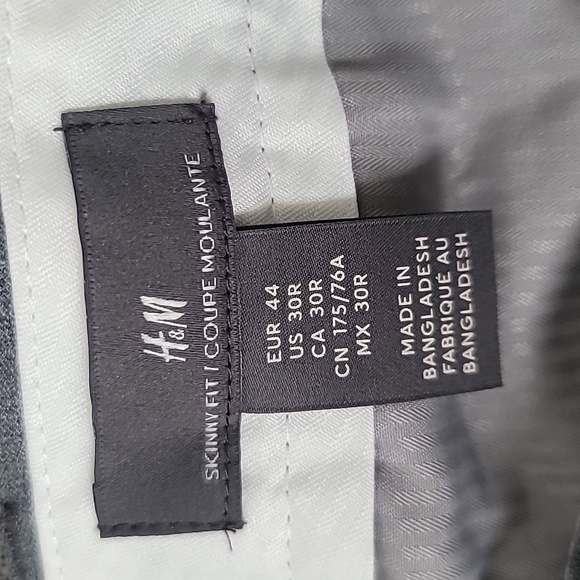 H&M
SKINNY FIT / COUPE MOULANTE
EUR 44
US 30R
CA 30R
CN 175/76A
MX 30R
MADE IN
BANGLADESH
FABRIQUÉ AU
BANGLADESH